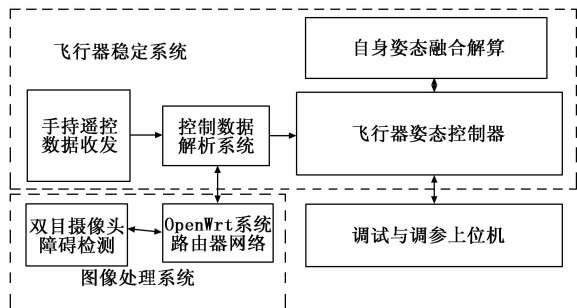 飞行器稳定系统
自身姿态融合解算
手持遥控
数据收发
控制数据
解析系统
飞行器姿态控制器
双目摄像头
障碍检测
OpenWrt系统
路由器网络
调试与调参上位机
图像处理系统